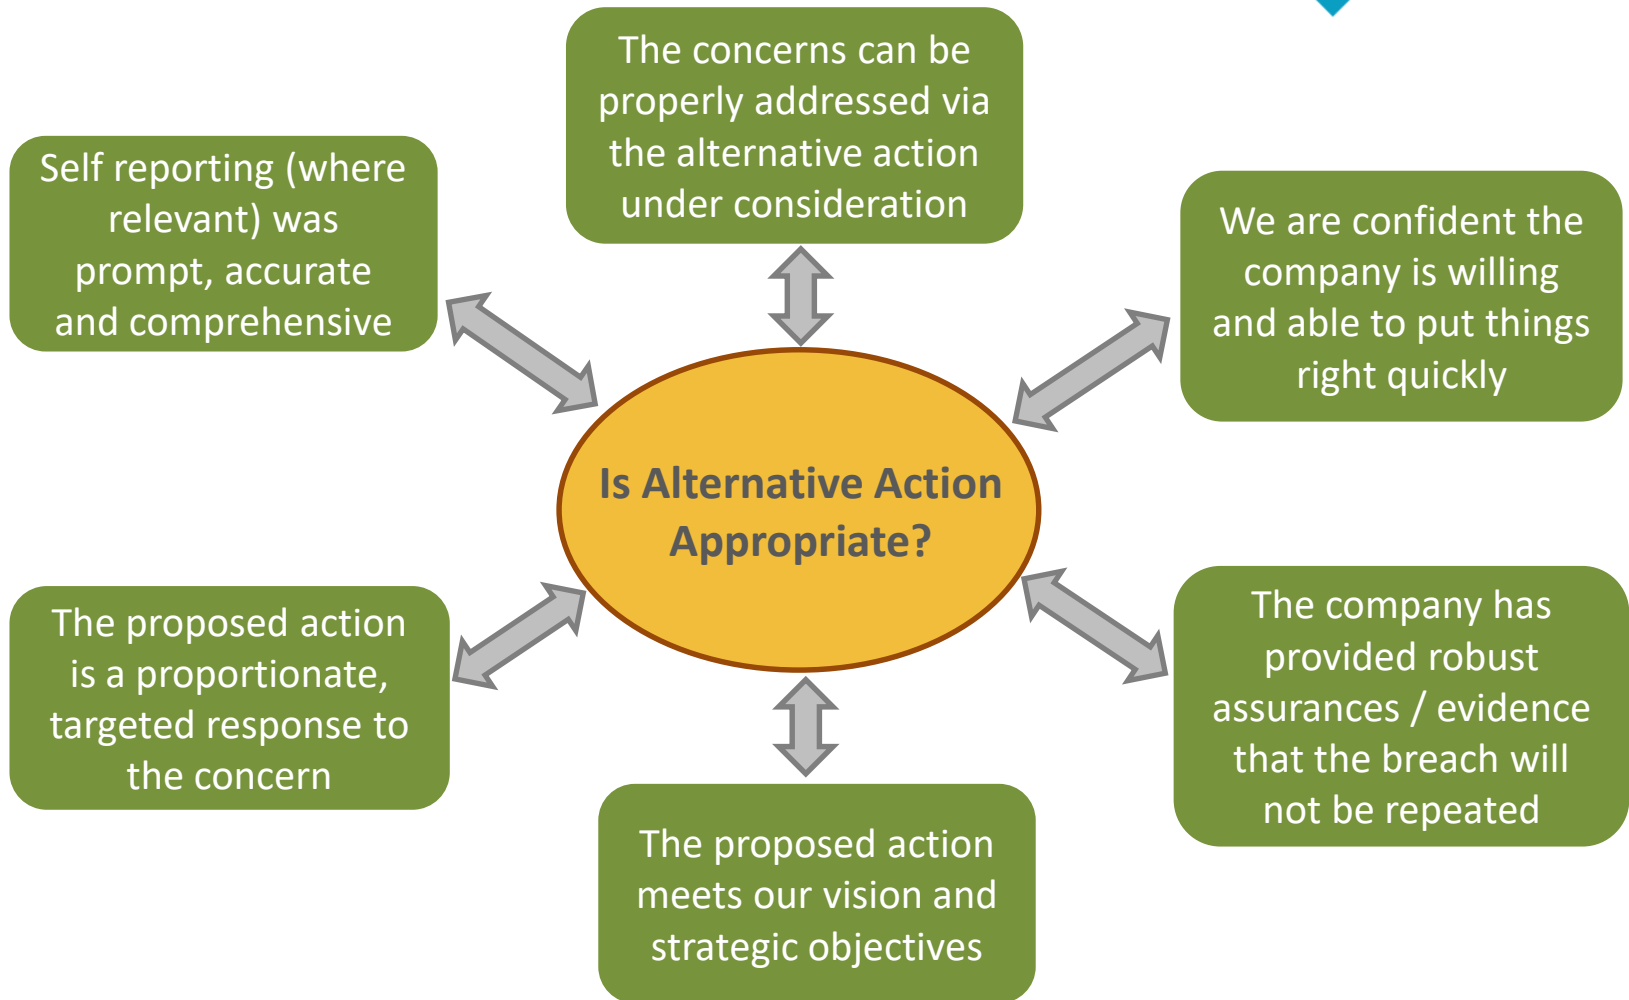 The concerns can be
properly addressed via
the alternative action
under consideration
Self reporting (where
relevant) was
prompt, accurate
and comprehensive
We are confident the
company is willing
and able to put things
right quickly
Is Alternative Action
Appropriate?
The proposed action
is a proportionate,
targeted response to
the concern
The company has
provided robust
assurances / evidence
that the breach will
not be repeated
The proposed action
meets our vision and
strategic objectives